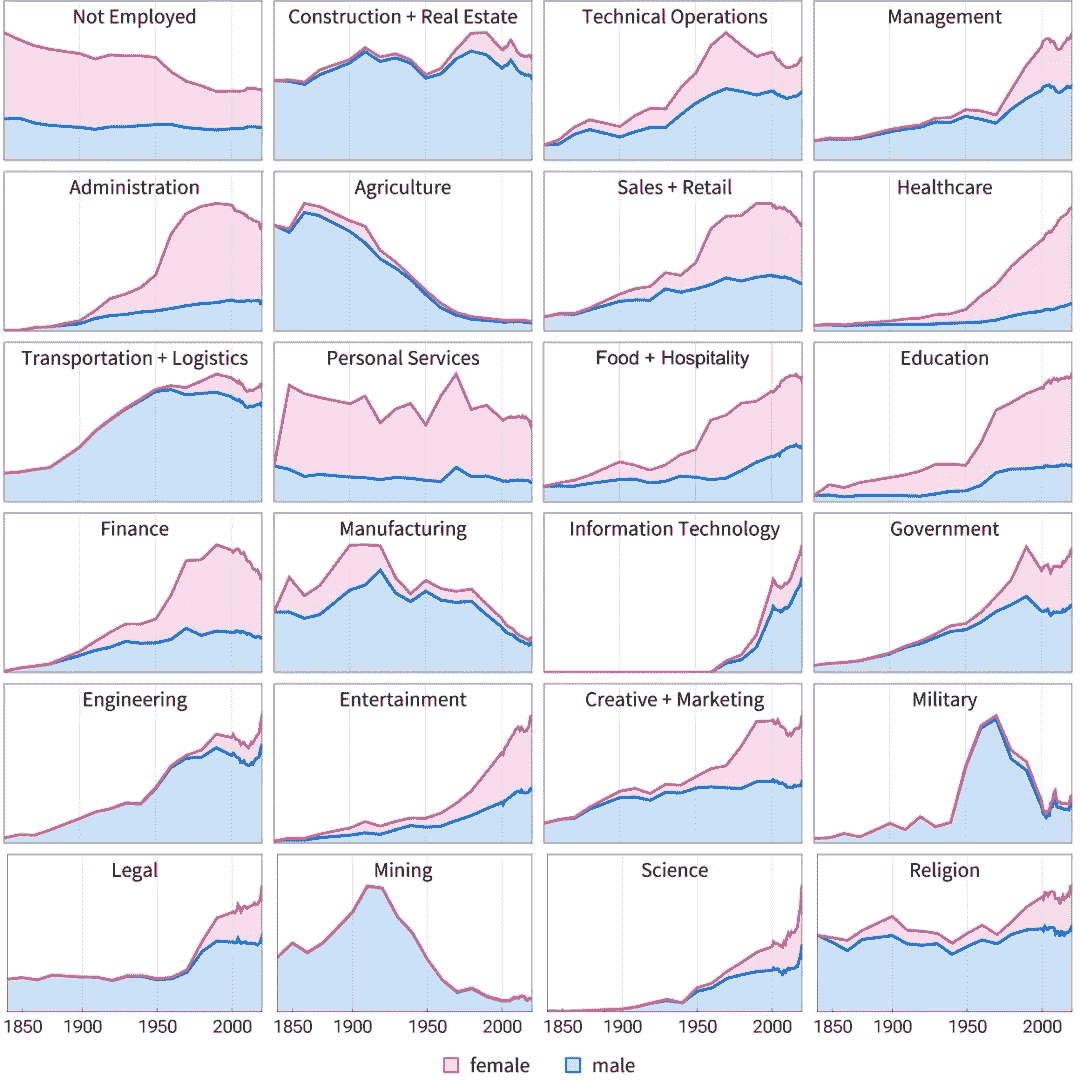 Not Employed
Construction + Real Estate
Technical Operations
Management
Administration
Agriculture
Sales + Retail
Healthcare
Transportation + Logistics
Personal Services
Food + Hospitality
Education
Finance
Manufacturing
Information Technology
Government
Engineering
Entertainment
Creative + Marketing
Military
Legal
Mining
Science
Religion
1850 1900 1950 2000 1850 1900 1950 2000 1850 1900 1950 2000 1850 1900 1950 2000
female male